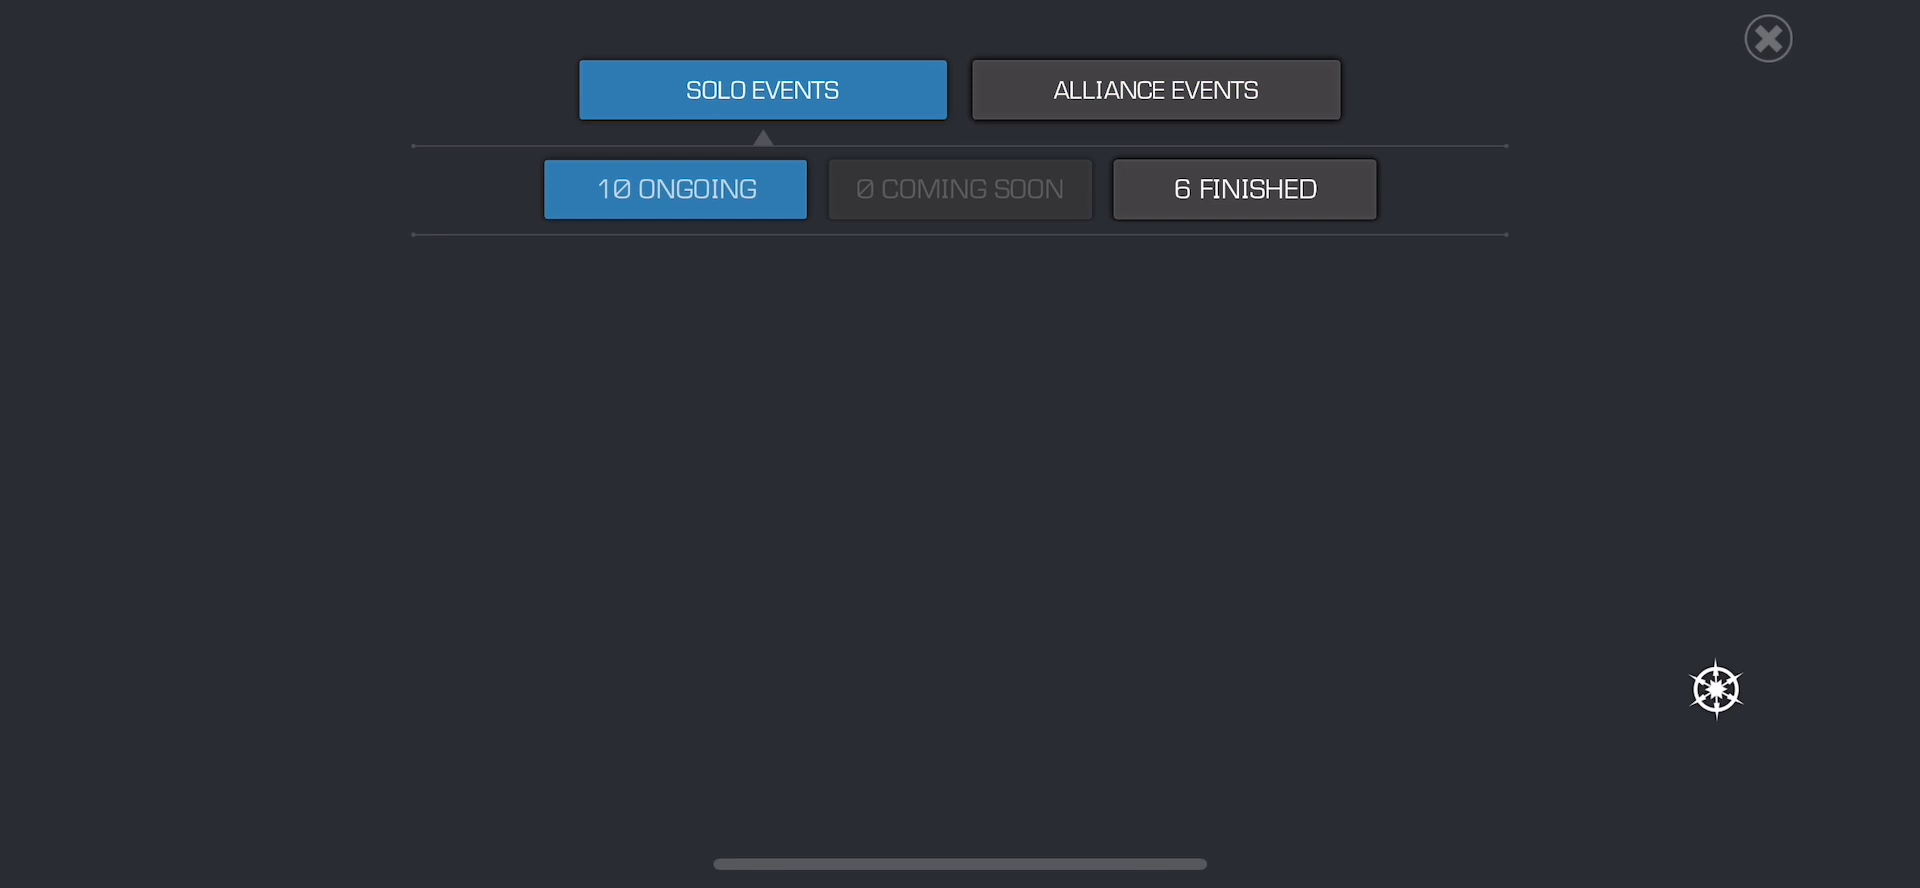 SOLO EVENTS ALLIANCE EVENTS
10 ONGOING 0 COMING SOON 6 FINISHED